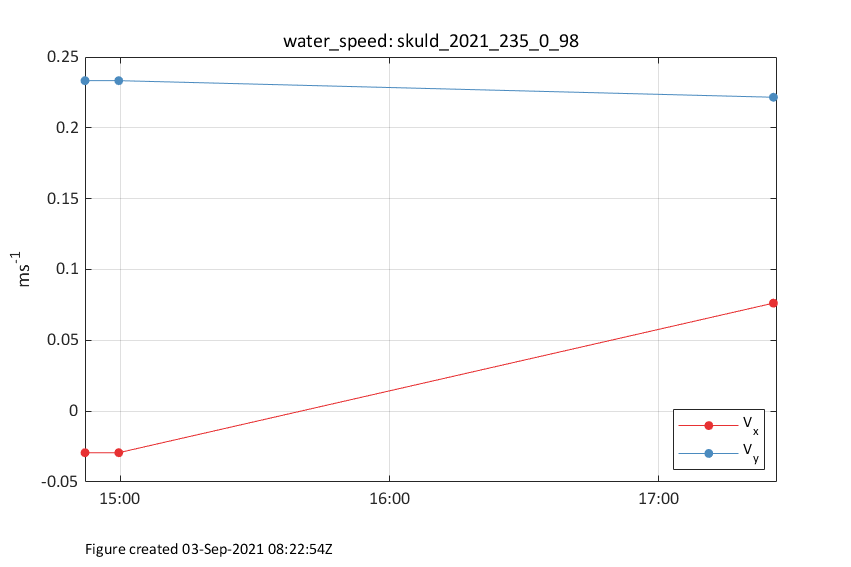 water_speed: skuld_2021_235_0_98
0.25
0.2
0.15
0.1
0.05
0
-0.05
ms-1
15:00
16:00
17:00
Vx
Vy
Figure created 03-Sep-2021 08:22:54Z